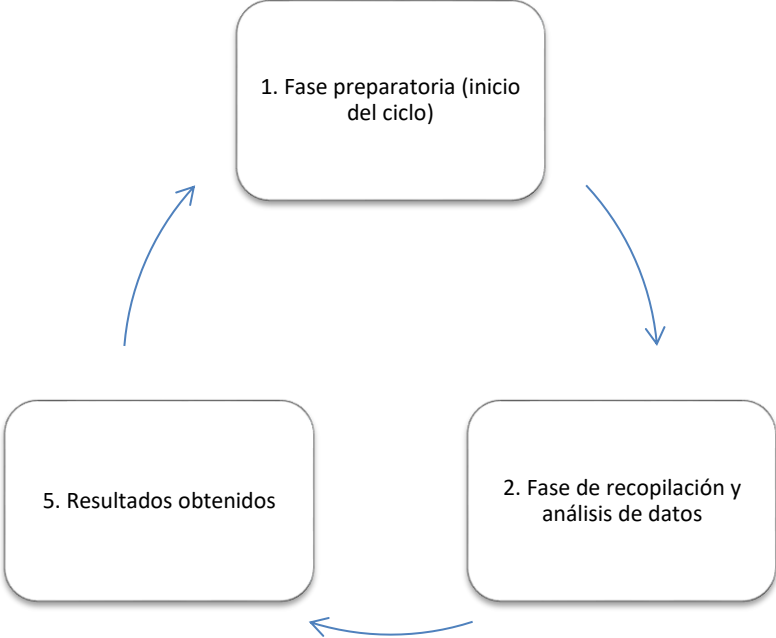 1. Fase preparatoria (inicio
del ciclo)
2. Fase de recopilación y
análisis de datos
5. Resultados obtenidos